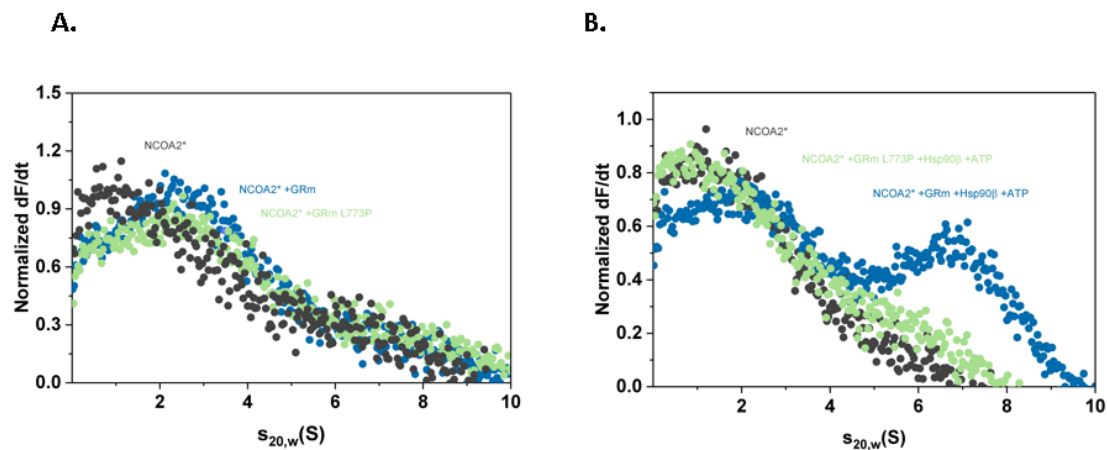 A.
B.
Normalized dF/dt
1.5
1.2
0.9
0.6
0.3
0.0
NCOA2*
NCOA2* +GRm
NCOA2* +GRm L773P
2
4
6
8
10
s20,w(S)
Normalized dF/dt
1.0
0.8
0.6
0.4
0.2
0.0
NCOA2*
NCOA2* +GRm L773P +Hsp90β +ATP
NCOA2* +GRm +Hsp90β +ATP
2
4
6
8
10
s20,w(S)